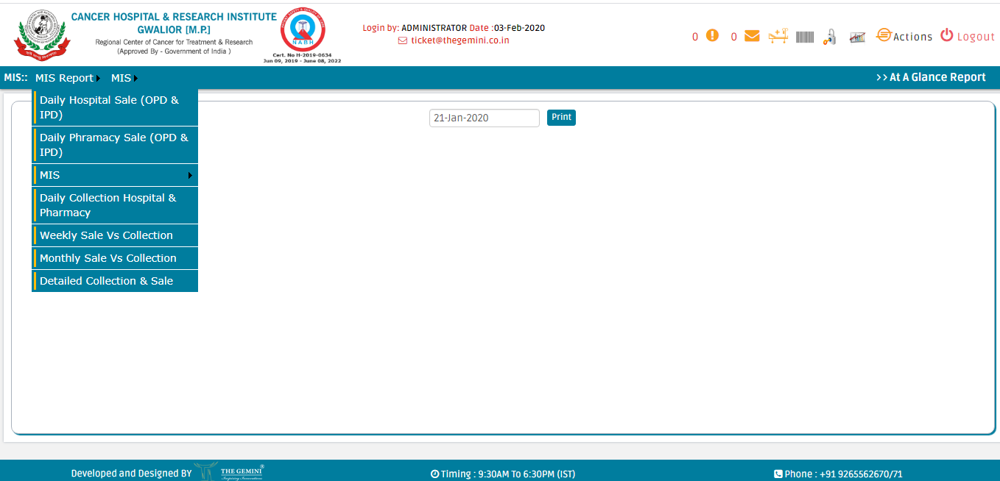 CANCER HOSPITAL & RESEARCH INSTITUTE
GWALIOR [M.P.]
Regional Center of Cancer for Treatment & Research
(Approved By - Government of India )
NABH
Cert. No H-2019-0634
Jun 09, 2019 - June 08, 2022
Login by: ADMINISTRATOR Date :03-Feb-2020
ticket@thegemini.co.in
0 0 Actions Logout
MIS:: MIS Report MIS >> At A Glance Report
Daily Hospital Sale (OPD &
IPD)
Daily Phramacy Sale (OPD &
IPD)
MIS
Daily Collection Hospital &
Pharmacy
Weekly Sale Vs Collection
Monthly Sale Vs Collection
Detailed Collection & Sale
21-Jan-2020 Print
Developed and Designed BY THE GEMINI®
Inspiring Innovations
Timing : 9:30AM To 6:30PM (IST)
Phone : +91 9265562670/71